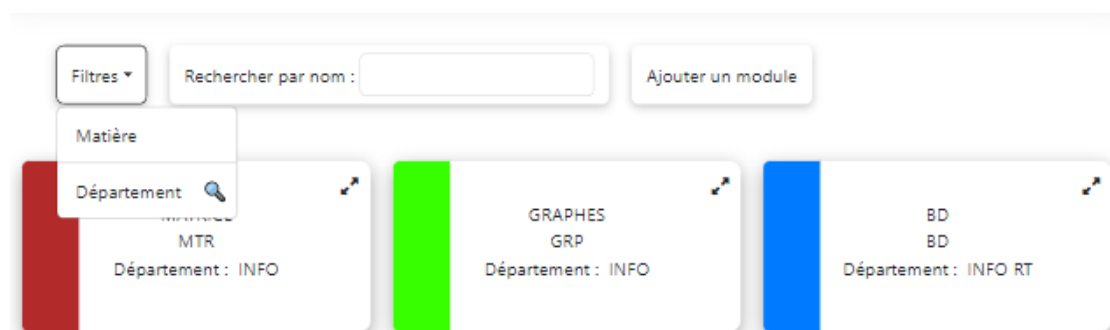 Filtres
Rechercher par nom :
Ajouter un module
Matière
Département
MATRICE
MTR
Département : INFO
GRAPHES
GRP
Département : INFO
BD
BD
Département : INFO RT